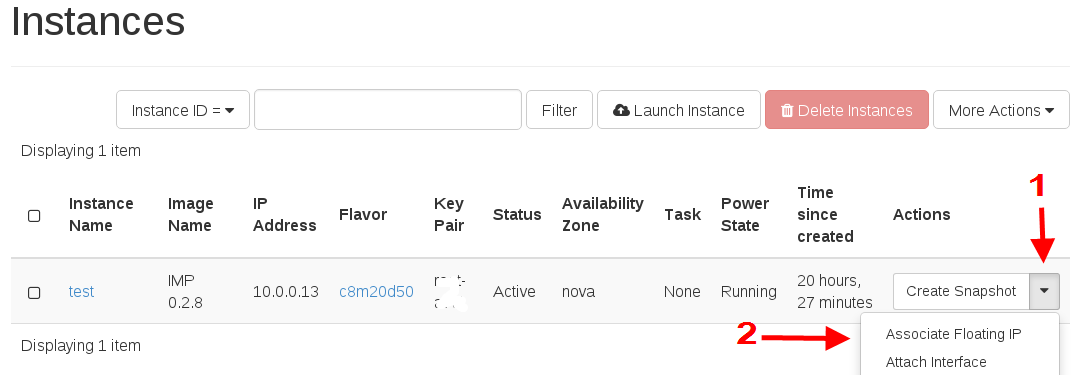 Instances
Instance ID = Filter Launch Instance Delete Instances More Actions
Displaying 1 item
1
Instance Name Image Name IP Address Flavor Key Pair Status Availability Zone Task Power State Time since created Actions
test IMP 0.2.8 10.0.0.13 c8m20d50 Active nova None Running 20 hours, 27 minutes Create Snapshot
2 Associate Floating IP
Displaying 1 item
Attach Interface